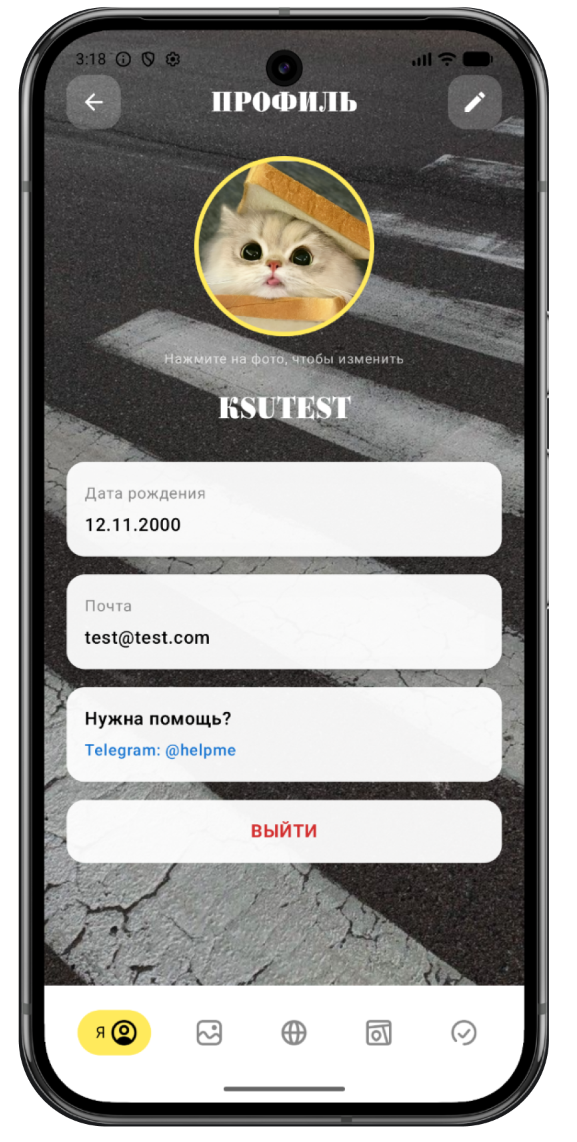 3:18
ПРОФИЛЬ
Нажмите на фото, чтобы изменить
KSUTEST
Дата рождения
12.11.2000
Почта
test@test.com
Нужна помощь?
Telegram: @helpme
ВЫЙТИ
Я